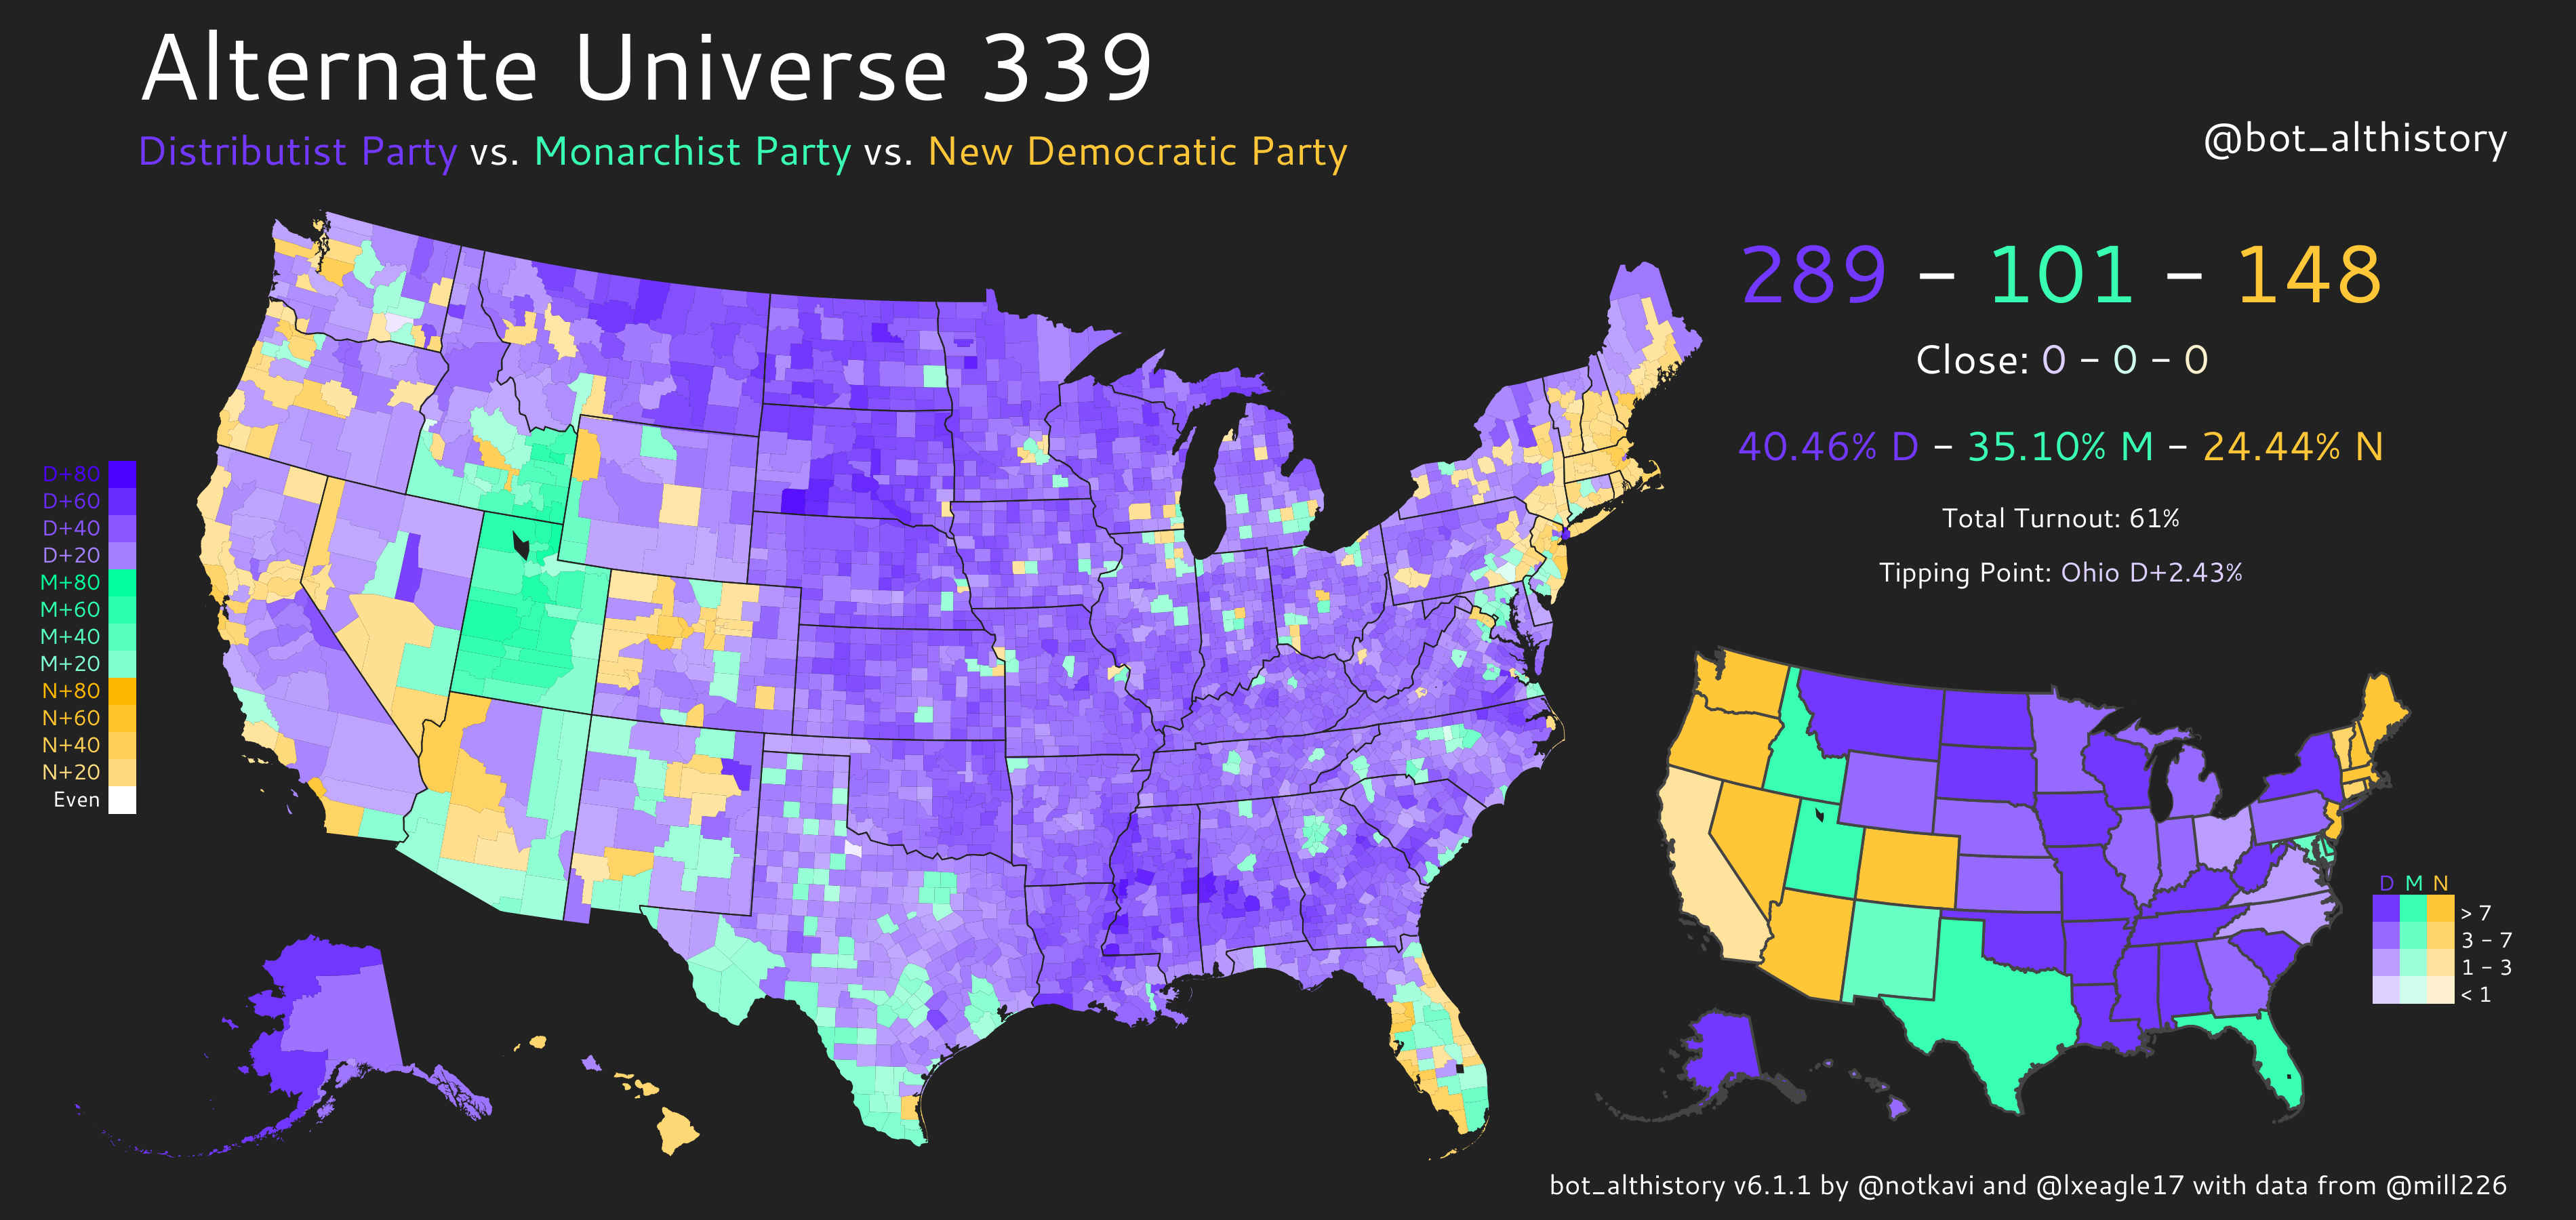 Alternate Universe 339
Distributist Party vs. Monarchist Party vs. New Democratic Party
@bot_althistory
289 – 101 – 148
Close: 0 – 0 – 0
40.46% D – 35.10% M – 24.44% N
Total Turnout: 61%
Tipping Point: Ohio D+2.43%
D+80
D+60
D+40
D+20
M+80
M+60
M+40
M+20
N+80
N+60
N+40
N+20
Even
D M N
> 7
3 – 7
1 – 3
< 1
bot_althistory v6.1.1 by @notkavi and @lxeagle17 with data from @mill226